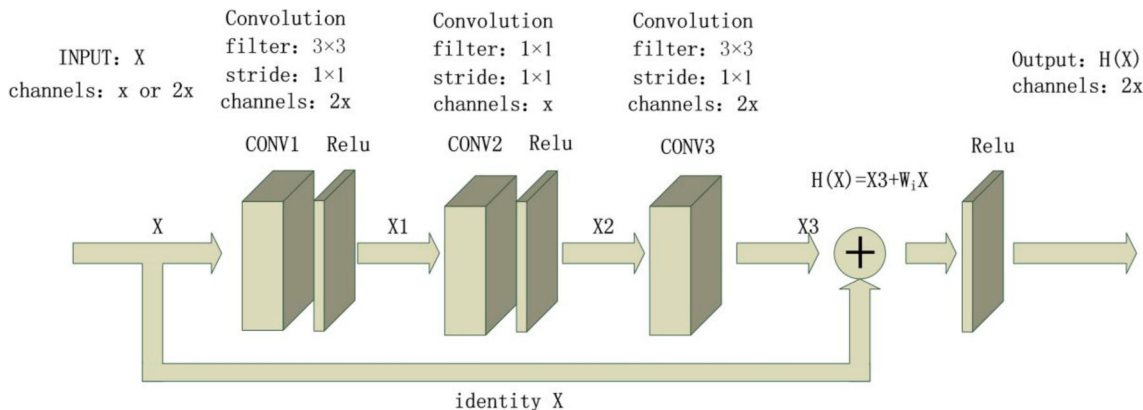 INPUT: X
channels: x or 2x
Convolution
filter: 3×3
stride: 1×1
channels: 2x
Convolution
filter: 1×1
stride: 1×1
channels: x
Convolution
filter: 3×3
stride: 1×1
channels: 2x
Output: H(X)
channels: 2x
CONV1
Relu
CONV2
Relu
CONV3
Relu
H(X)=X3+WᵢX
X
X1
X2
X3
+
identity X